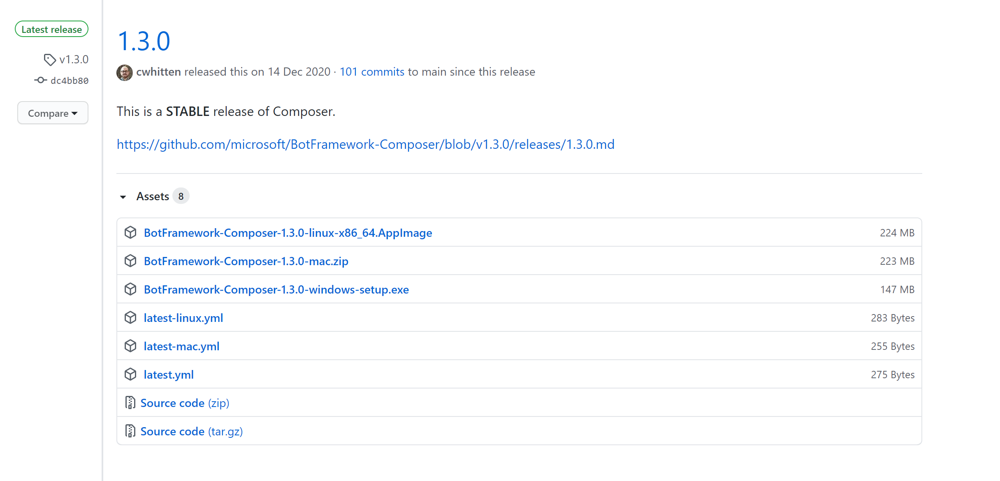 Latest release
v1.3.0
dc4bb80
Compare
1.3.0
cwhitten released this on 14 Dec 2020 · 101 commits to main since this release
This is a STABLE release of Composer.
https://github.com/microsoft/BotFramework-Composer/blob/v1.3.0/releases/1.3.0.md
Assets 8
BotFramework-Composer-1.3.0-linux-x86_64.AppImage 224 MB
BotFramework-Composer-1.3.0-mac.zip 223 MB
BotFramework-Composer-1.3.0-windows-setup.exe 147 MB
latest-linux.yml 283 Bytes
latest-mac.yml 255 Bytes
latest.yml 275 Bytes
Source code (zip)
Source code (tar.gz)